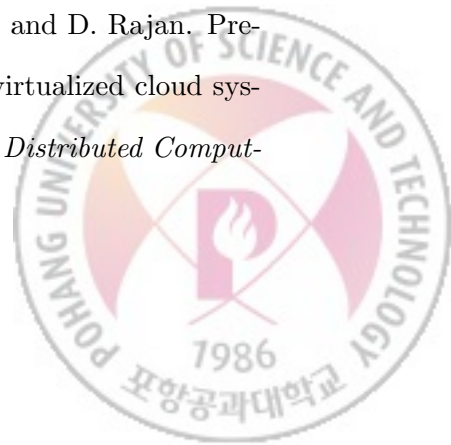 and D. Rajan. Pre-
virtualized cloud sys-
Distributed Comput-
POHANG UNIVERSITY OF SCIENCE AND TECHNOLOGY
1986
포항공과대학교